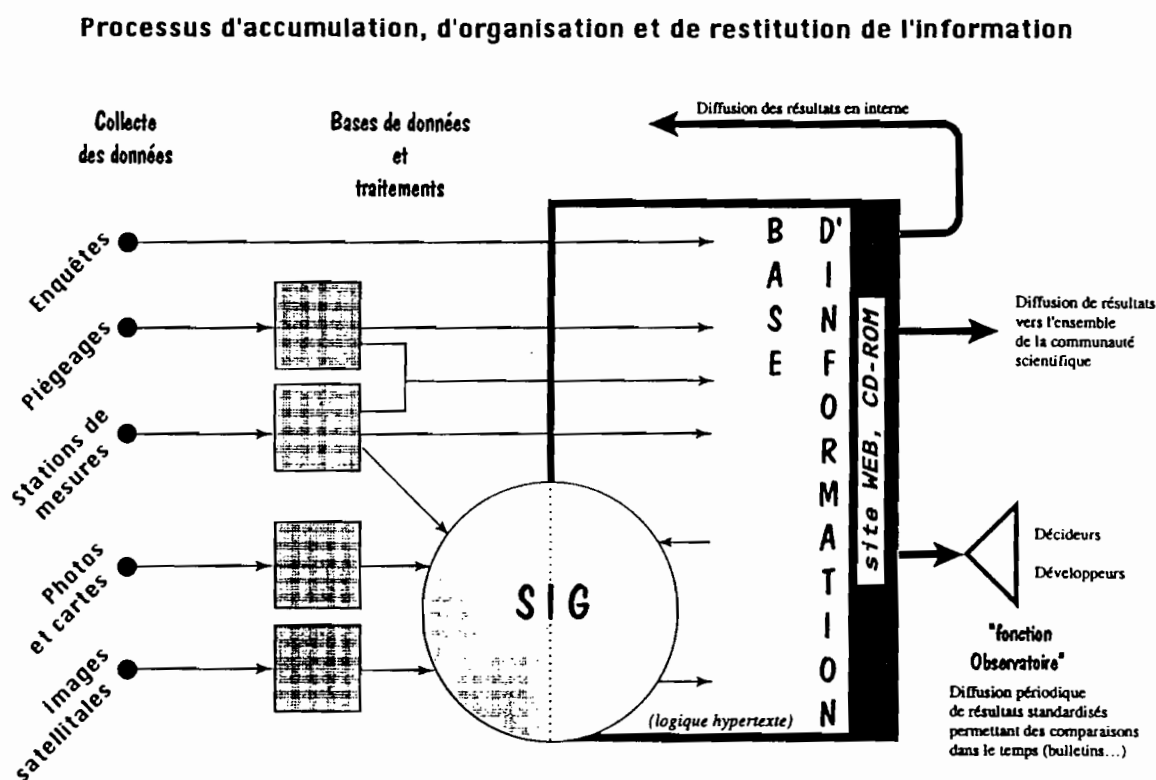 Processus d'accumulation, d'organisation et de restitution de l'information
Diffusion des résultats en interne
Collecte
des données
Bases de données
et
traitements
Enquêtes
Piégeages
Stations de
mesures
Photos
et cartes
Images
satellitales
SIG
BASE
D'INFORMATION
(logique hypertexte)
site WEB, CD-ROM
Diffusion de résultats
vers l'ensemble
de la communauté
scientifique
Décideurs
Développeurs
"fonction
Observatoire"
Diffusion périodique
de résultats standardisés
permettant des comparaisons
dans le temps (bulletins...)